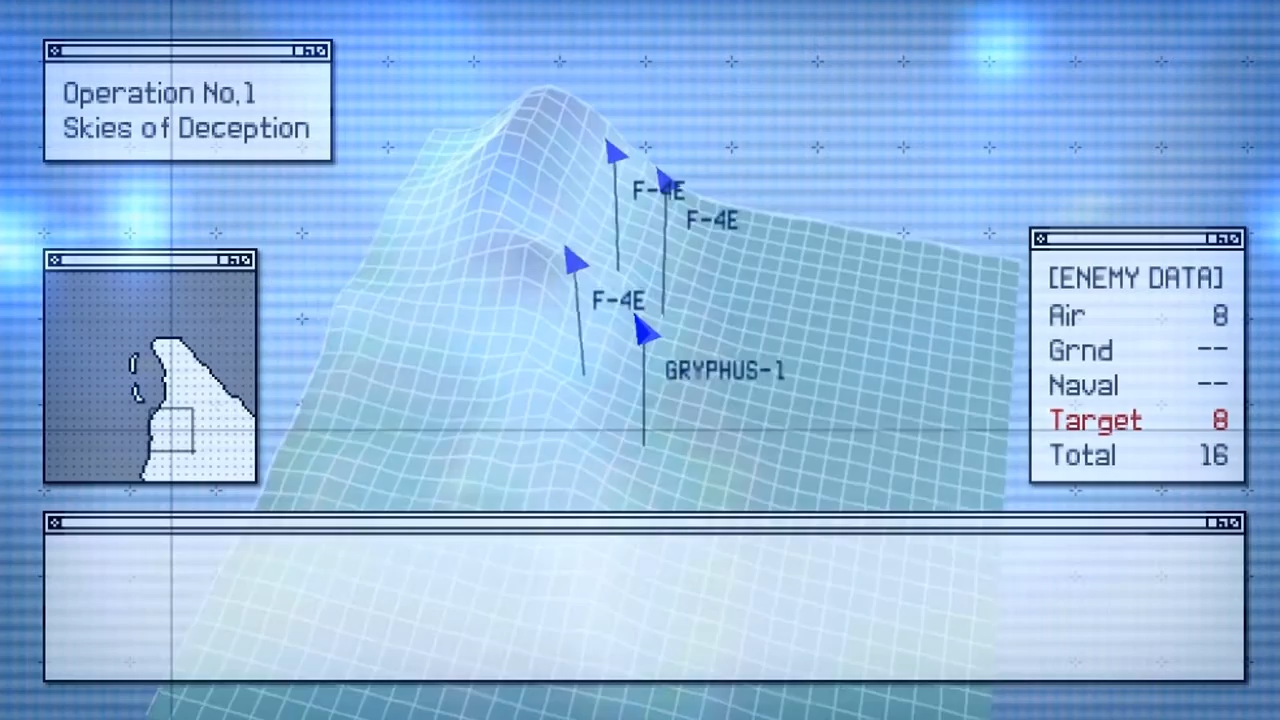 Operation No.1
Skies of Deception
F-4E
F-4E
F-4E
GRYPHUS-1
[ENEMY DATA]
Air 8
Grnd --
Naval --
Target 8
Total 16